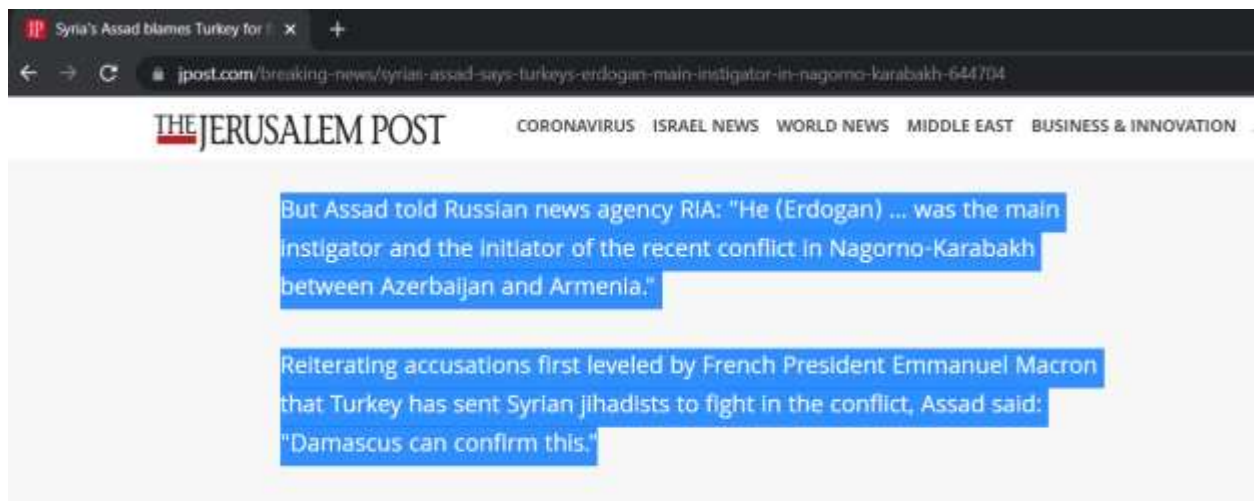 Syria's Assad blames Turkey for
jpost.com/breaking-news/syrias-assad-says-turkeys-erdogan-main-instigator-in-nagorno-karabakh-644704
THE JERUSALEM POST
CORONAVIRUS ISRAEL NEWS WORLD NEWS MIDDLE EAST BUSINESS & INNOVATION
But Assad told Russian news agency RIA: "He (Erdogan) ... was the main
instigator and the initiator of the recent conflict in Nagorno-Karabakh
between Azerbaijan and Armenia."
Reiterating accusations first leveled by French President Emmanuel Macron
that Turkey has sent Syrian jihadists to fight in the conflict, Assad said:
"Damascus can confirm this."